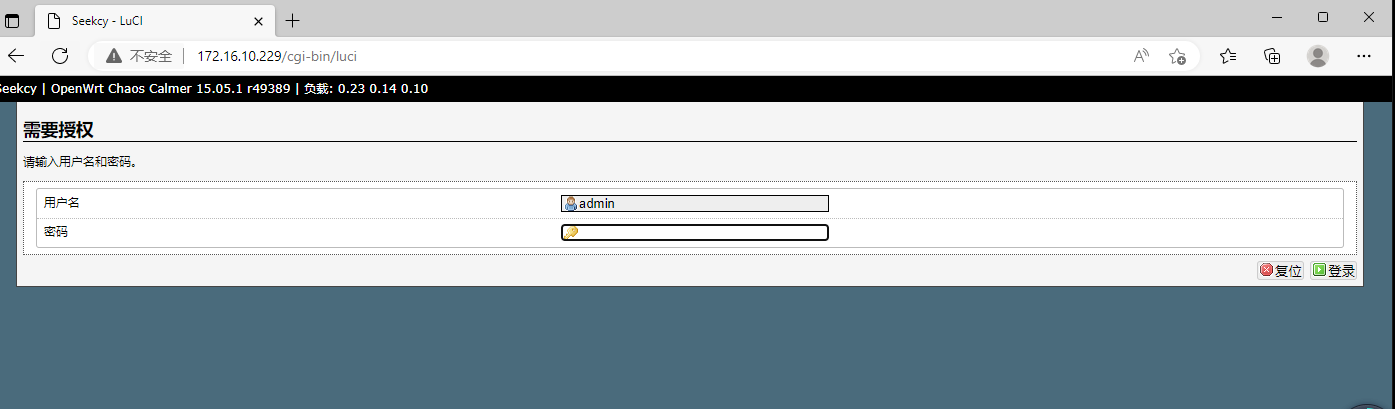 Seekcy - LuCI
不安全 172.16.10.229/cgi-bin/luci
Seekcy | OpenWrt Chaos Calmer 15.05.1 r49389 | 负载: 0.23 0.14 0.10
需要授权
请输入用户名和密码。
用户名 admin
密码
复位 登录